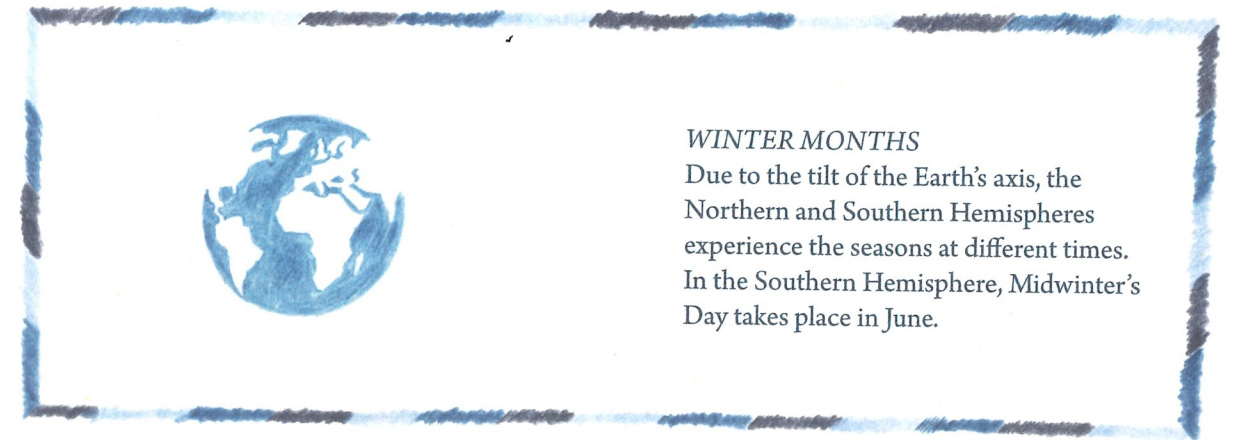 WINTER MONTHS
Due to the tilt of the Earth’s axis, the
Northern and Southern Hemispheres
experience the seasons at different times.
In the Southern Hemisphere, Midwinter’s
Day takes place in June.